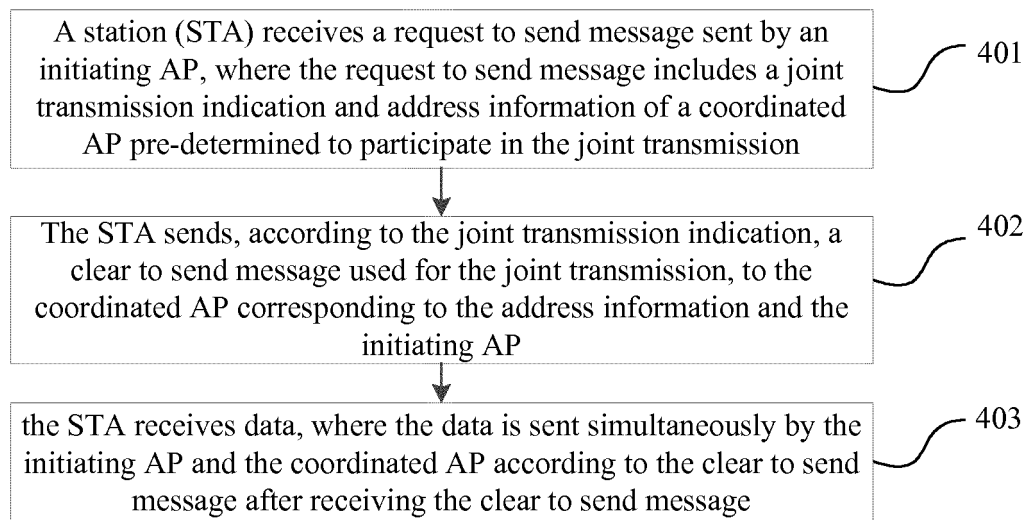 A station (STA) receives a request to send message sent by an
initiating AP, where the request to send message includes a joint
transmission indication and address information of a coordinated
AP pre-determined to participate in the joint transmission
401
The STA sends, according to the joint transmission indication, a
clear to send message used for the joint transmission, to the
coordinated AP corresponding to the address information and the
initiating AP
402
the STA receives data, where the data is sent simultaneously by the
initiating AP and the coordinated AP according to the clear to send
message after receiving the clear to send message
403